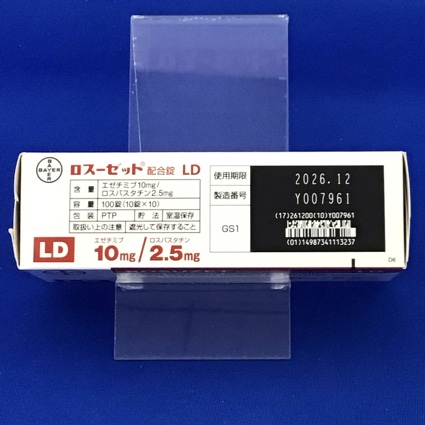 BAYER
ロスーゼット® 配合錠 LD
含量 エゼチミブ10mg/
ロスバスタチン2.5mg
容量 100錠(10錠×10)
包装 PTP 貯法 室温保存
取扱い上の注意 遮光して保存すること
LD
エゼチミブ ロスバスタチン
10mg/2.5mg
使用期限 2026.12
製造番号 Y007961
GS1
(17)261200(10)Y007961
(01)14987341113237
D6